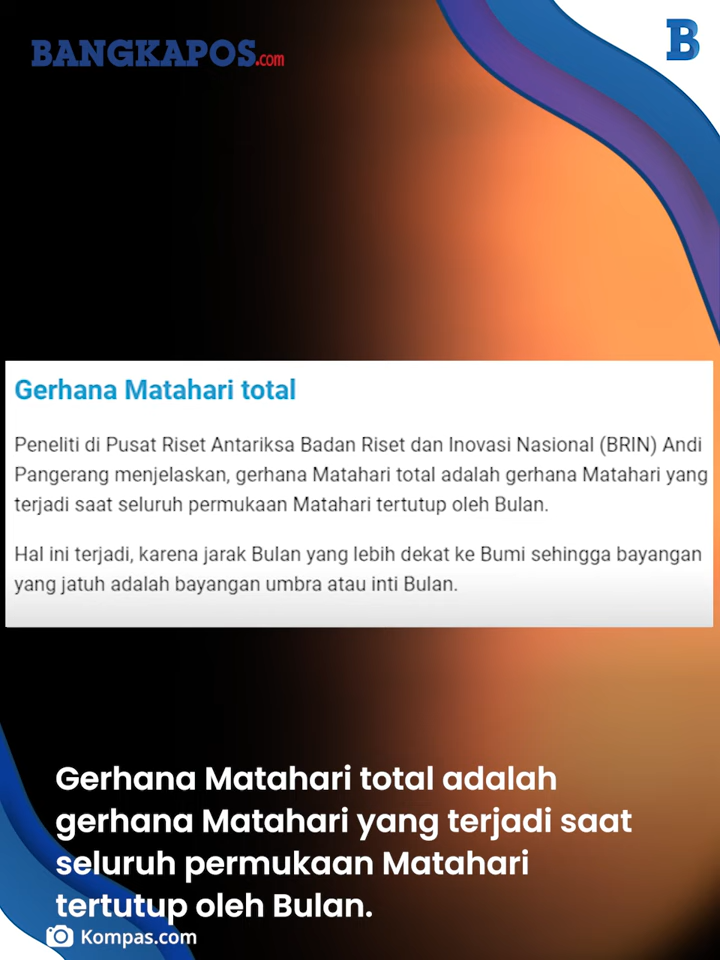 BANGKAPOS.com
B
Gerhana Matahari total
Peneliti di Pusat Riset Antariksa Badan Riset dan Inovasi Nasional (BRIN) Andi
Pangerang menjelaskan, gerhana Matahari total adalah gerhana Matahari yang
terjadi saat seluruh permukaan Matahari tertutup oleh Bulan.
Hal ini terjadi, karena jarak Bulan yang lebih dekat ke Bumi sehingga bayangan
yang jatuh adalah bayangan umbra atau inti Bulan.
Gerhana Matahari total adalah
gerhana Matahari yang terjadi saat
seluruh permukaan Matahari
tertutup oleh Bulan.
Kompas.com